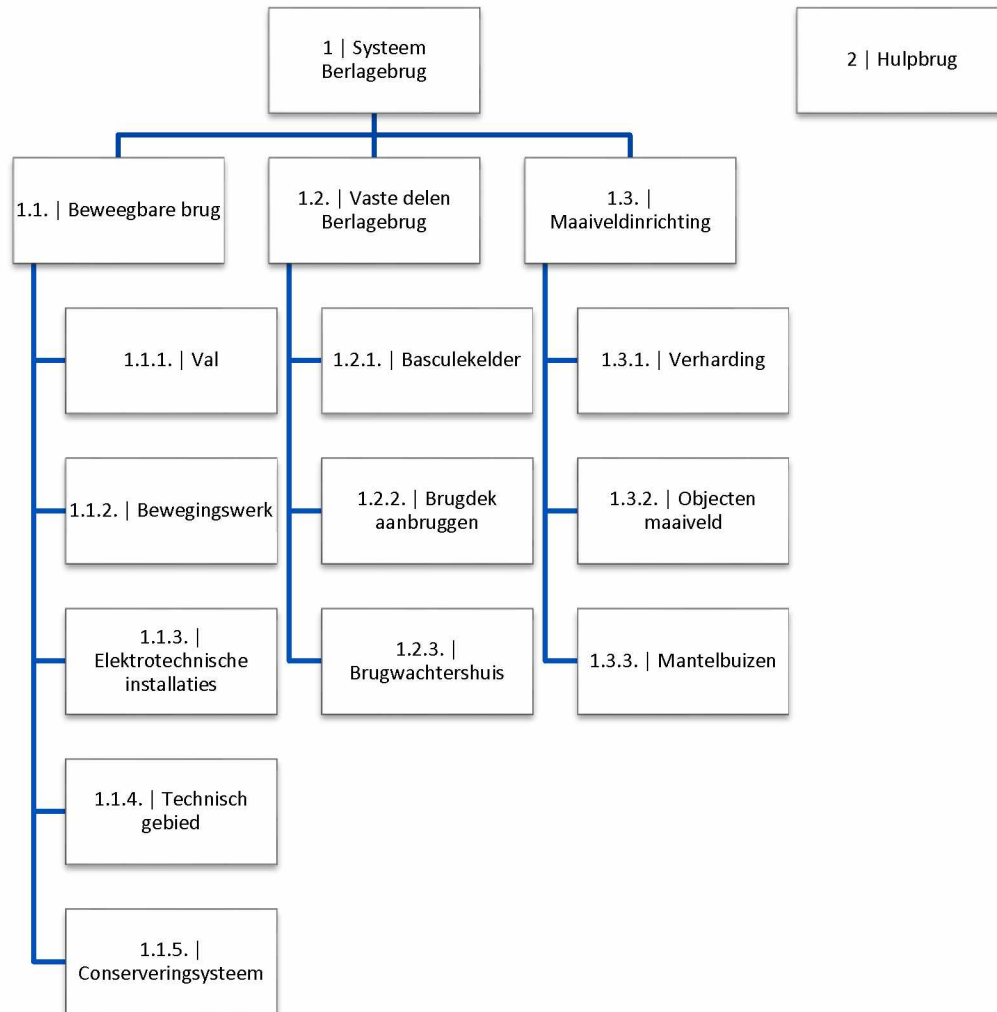 1 | Systeem
Berlagebrug
2 | Hulpbrug
1.1. | Beweegbare brug
1.2. | Vaste delen
Berlagebrug
1.3. |
Maaiveldinrichting
1.1.1. | Val
1.2.1. | Basculekelder
1.3.1. | Verharding
1.1.2. | Bewegingswerk
1.2.2. | Brugdek
aanbruggen
1.3.2. | Objecten
maaiveld
1.1.3. |
Elektrotechnische
installaties
1.2.3. |
Brugwachtershuis
1.3.3. | Mantelbuizen
1.1.4. | Technisch
gebied
1.1.5. |
Conserveringsysteem